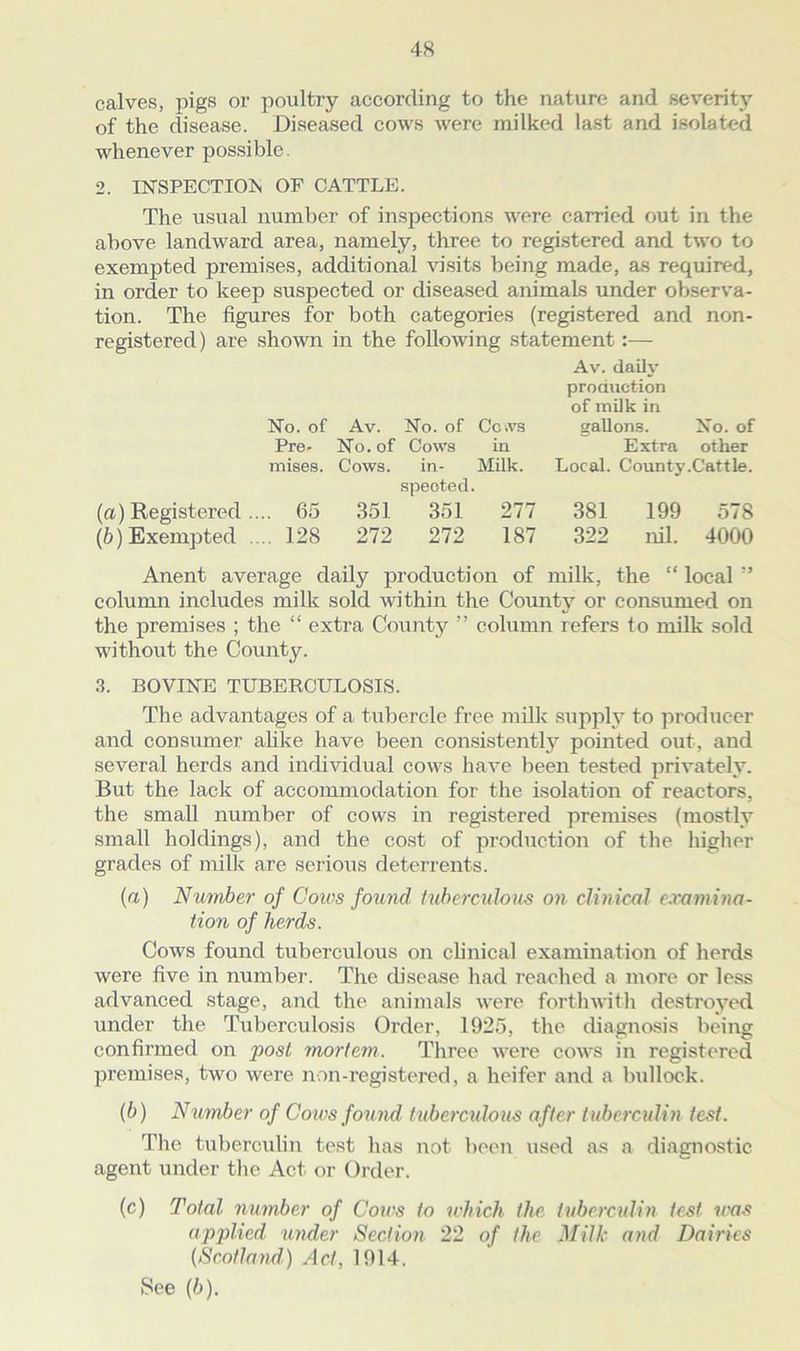 48
calves, pigs or poultry according to the nature and severity
of the disease. Diseased cows were milked last and isolated
whenever possible.
2. INSPECTION OF CATTLE.
The usual number of inspections were carried out in the
above landward area, namely, three to registered and two to
exempted premises, additional visits being made, as required,
in order to keep suspected or diseased animals under observa-
tion. The figures for both categories (registered and non-
registered) are shown in the following statement :—
Av. daily
production
of milk in
No. of Av. No. of Cows gallons. No. of
Pre- No. of Cows in Extra other
mises. Cows. in- Milk. Local. County. Cattle.
spected.
(a) Registered .... 65 351 351 277 381 199 578
(b) Exempted .... 128 272 272 187 322 nil. 4000
Anent average daily production of milk, the “ local ”
column includes milk sold within the County or consumed on
the premises ; the “ extra County ” column refers to milk sold
without the County.
3. BOVINE TUBERCULOSIS.
The advantages of a tubercle free milk supply to producer
and consumer alike have been consistently pointed out, and
several herds and individual cows have been tested privately.
But the lack of accommodation for the isolation of reactors,
the small number of cows in registered premises (mostly
small holdings), and the cost of production of the higher
grades of milk are serious deterrents.
(a) Number of Cows found tuberculous on clinical examina-
tion of herds.
Cows found tuberculous on clinical examination of herds
were five in number. The disease had reached a more or less
advanced stage, and the animals were forthwith destroyed
under the Tuberculosis Order, 1925, the diagnosis being
confirmed on post mortem. Three were cows in registered
premises, two were non-registered, a heifer and a bullock.
(b) Number of Cows found tuberculous after tuberculin test.
The tuberculin test has not been used as a diagnostic
agent under the Act or Order.
(c) Total number of Cows to which the tuberculin test was
applied under Section 22 of the Milk and Dairies
(Scotland) Act, 1914.
See (b).